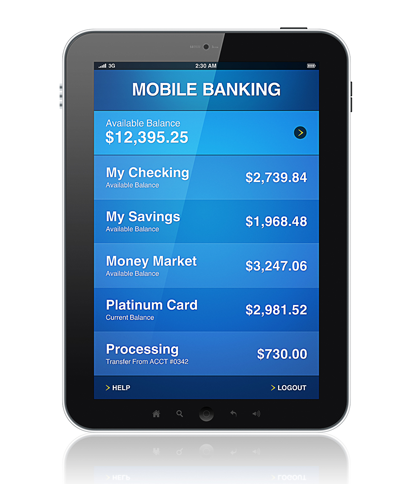 3G 2:30 AM
MOBILE BANKING
Available Balance
$12,395.25
My Checking
Available Balance
$2,739.84
My Savings
Available Balance
$1,968.48
Money Market
Available Balance
$3,247.06
Platinum Card
Current Balance
$2,981.52
Processing
Transfer From ACCT #0342
$730.00
> HELP
> LOGOUT